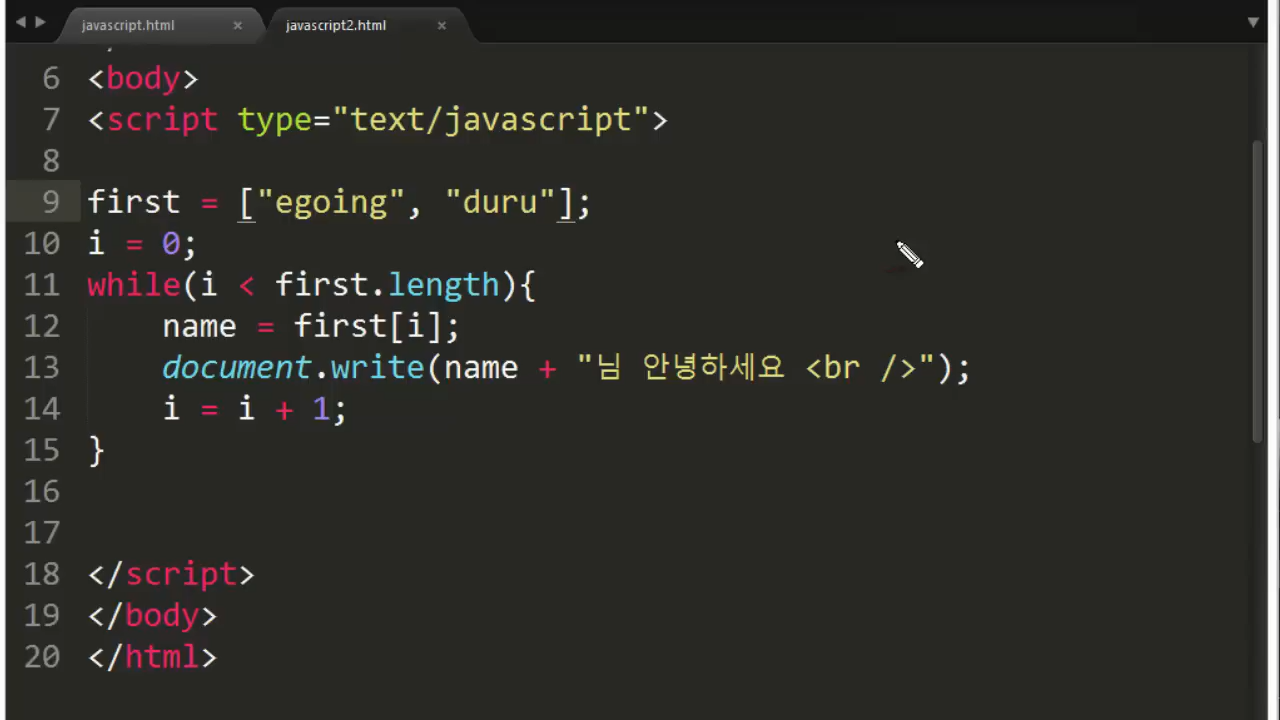 javascript.html × javascript2.html ×
6 <body>
7 <script type="text/javascript">
8
9 first = ["egoing", "duru"];
10 i = 0;
11 while(i < first.length){
12     name = first[i];
13     document.write(name + "님 안녕하세요 <br />");
14     i = i + 1;
15 }
16
17
18 </script>
19 </body>
20 </html>